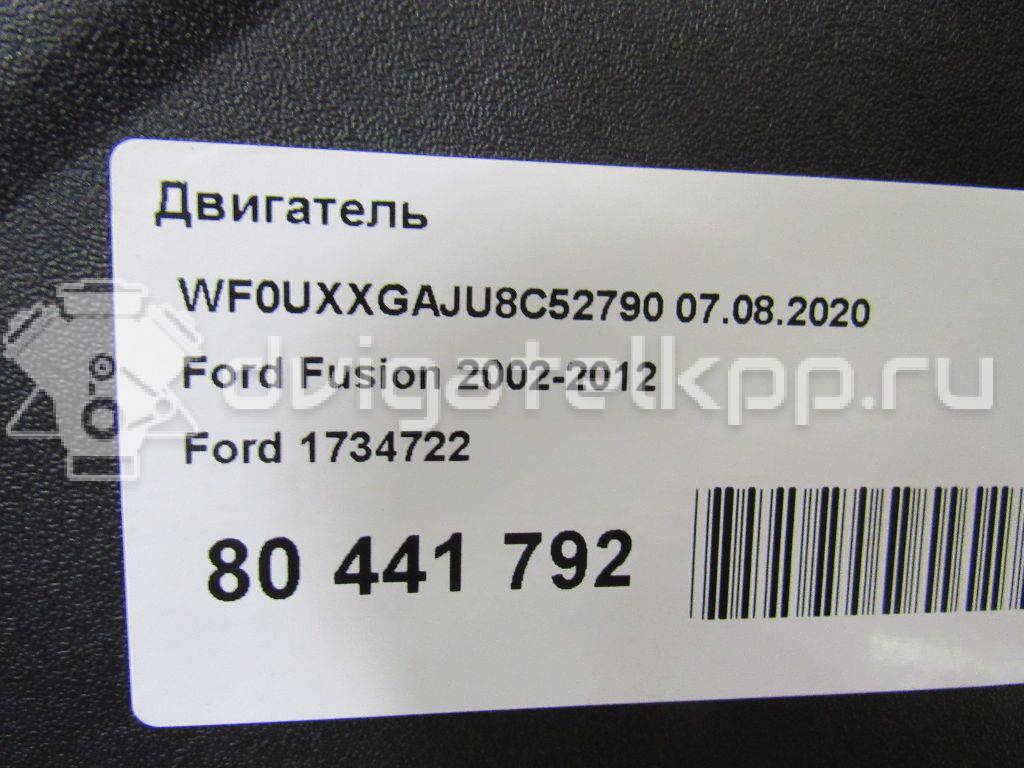 Двигатель
WF0UXXGAJU8C52790 07.08.2020
Ford Fusion 2002-2012
dvigatelkpp.ru
Ford 1734722
80 441 792